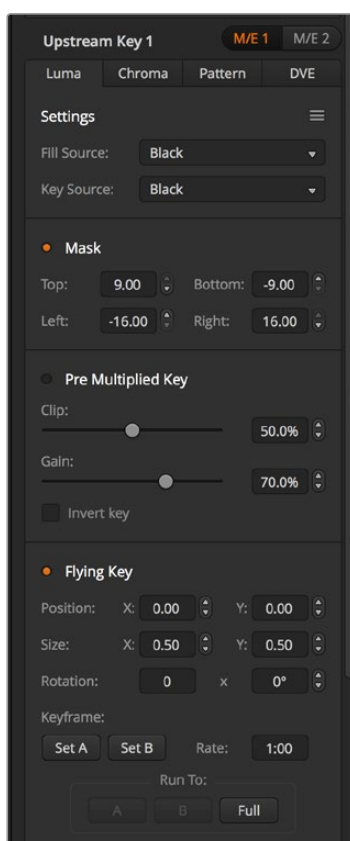 Upstream Key 1 M/E 1 M/E 2
Luma Chroma Pattern DVE
Settings
Fill Source: Black
Key Source: Black
Mask
Top: 9.00 Bottom: -9.00
Left: -16.00 Right: 16.00
Pre Multiplied Key
Clip:
50.0%
Gain:
70.0%
Invert key
Flying Key
Position: X: 0.00 Y: 0.00
Size: X: 0.50 Y: 0.50
Rotation: 0 x 0°
Keyframe:
Set A Set B Rate: 1:00
Run To:
A B Full